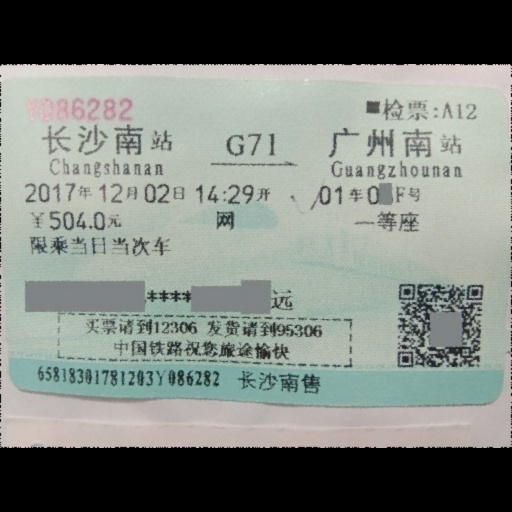 Y086282 检票:A12
长沙南站 G71 广州南站
Changshanan Guangzhounan
2017年12月02日14:29开 01车0 F号
￥504.0元 网 一等座
限乘当日当次车
**** 远
买票请到12306 发货请到95306
中国铁路祝您旅途愉快
65818301781203Y086282 长沙南售